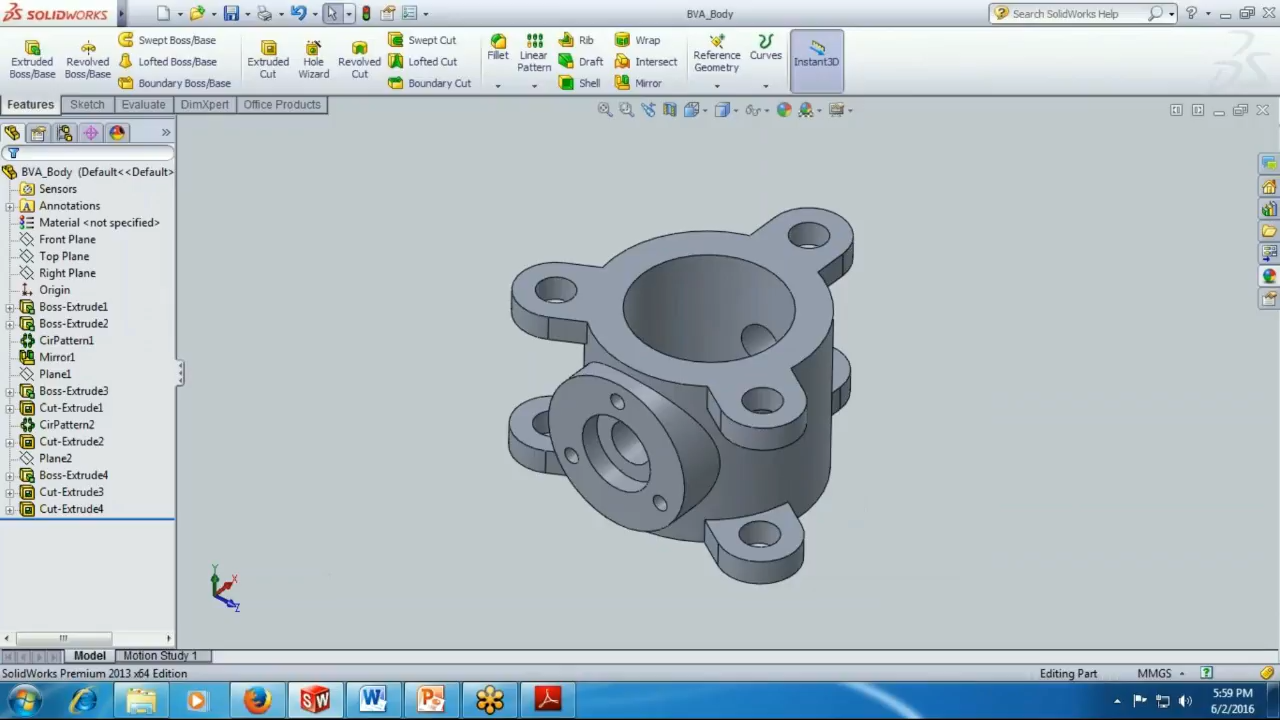 SOLIDWORKS
BVA_Body
Search SolidWorks Help
Extruded Boss/Base
Revolved Boss/Base
Swept Boss/Base
Lofted Boss/Base
Boundary Boss/Base
Extruded Cut
Hole Wizard
Revolved Cut
Swept Cut
Lofted Cut
Boundary Cut
Fillet
Linear Pattern
Rib
Draft
Shell
Wrap
Intersect
Mirror
Reference Geometry
Curves
Instant3D
Features
Sketch
Evaluate
DimXpert
Office Products
BVA_Body (Default<<Default>
Sensors
Annotations
Material <not specified>
Front Plane
Top Plane
Right Plane
Origin
Boss-Extrude1
Boss-Extrude2
CirPattern1
Mirror1
Plane1
Boss-Extrude3
Cut-Extrude1
CirPattern2
Cut-Extrude2
Plane2
Boss-Extrude4
Cut-Extrude3
Cut-Extrude4
Y
X
Z
Model
Motion Study 1
SolidWorks Premium 2013 x64 Edition
Editing Part
MMGS
5:59 PM
6/2/2016